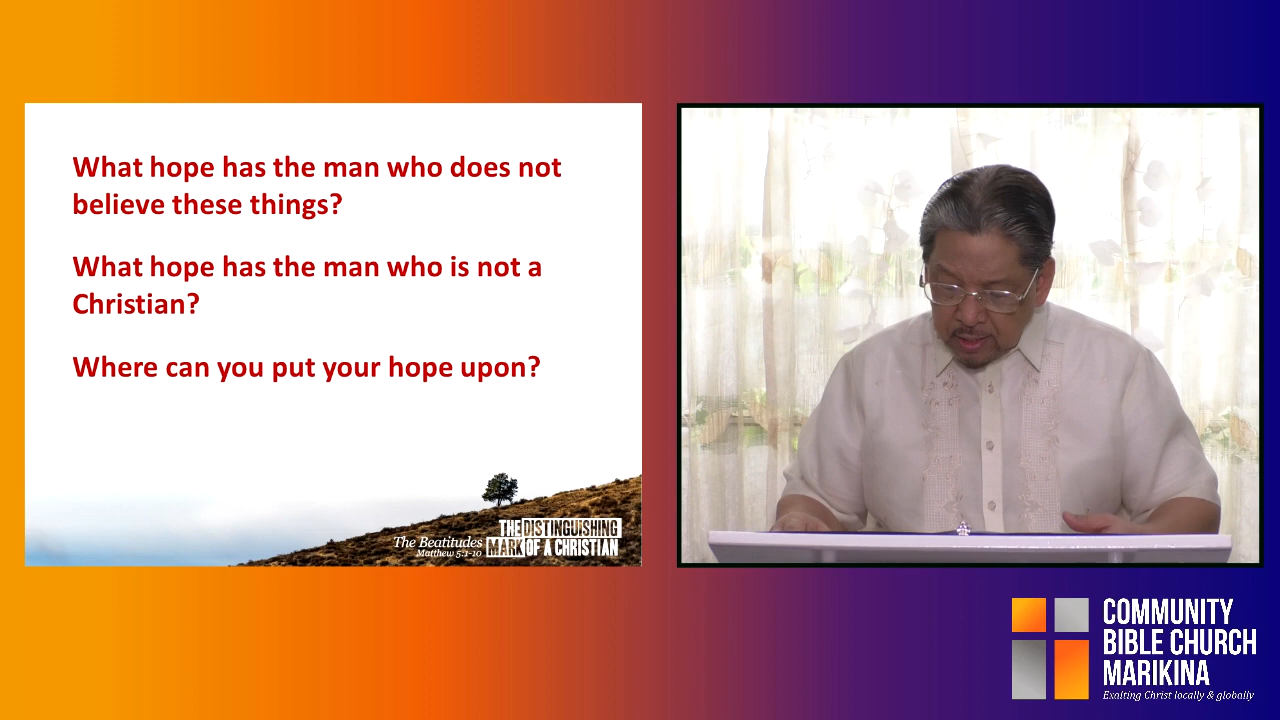 What hope has the man who does not
believe these things?
What hope has the man who is not a
Christian?
Where can you put your hope upon?
The Beatitudes
Matthew 5:1-10
THE DISTINGUISHING
MARK OF A CHRISTIAN
COMMUNITY
BIBLE CHURCH
MARIKINA
Exalting Christ locally & globally